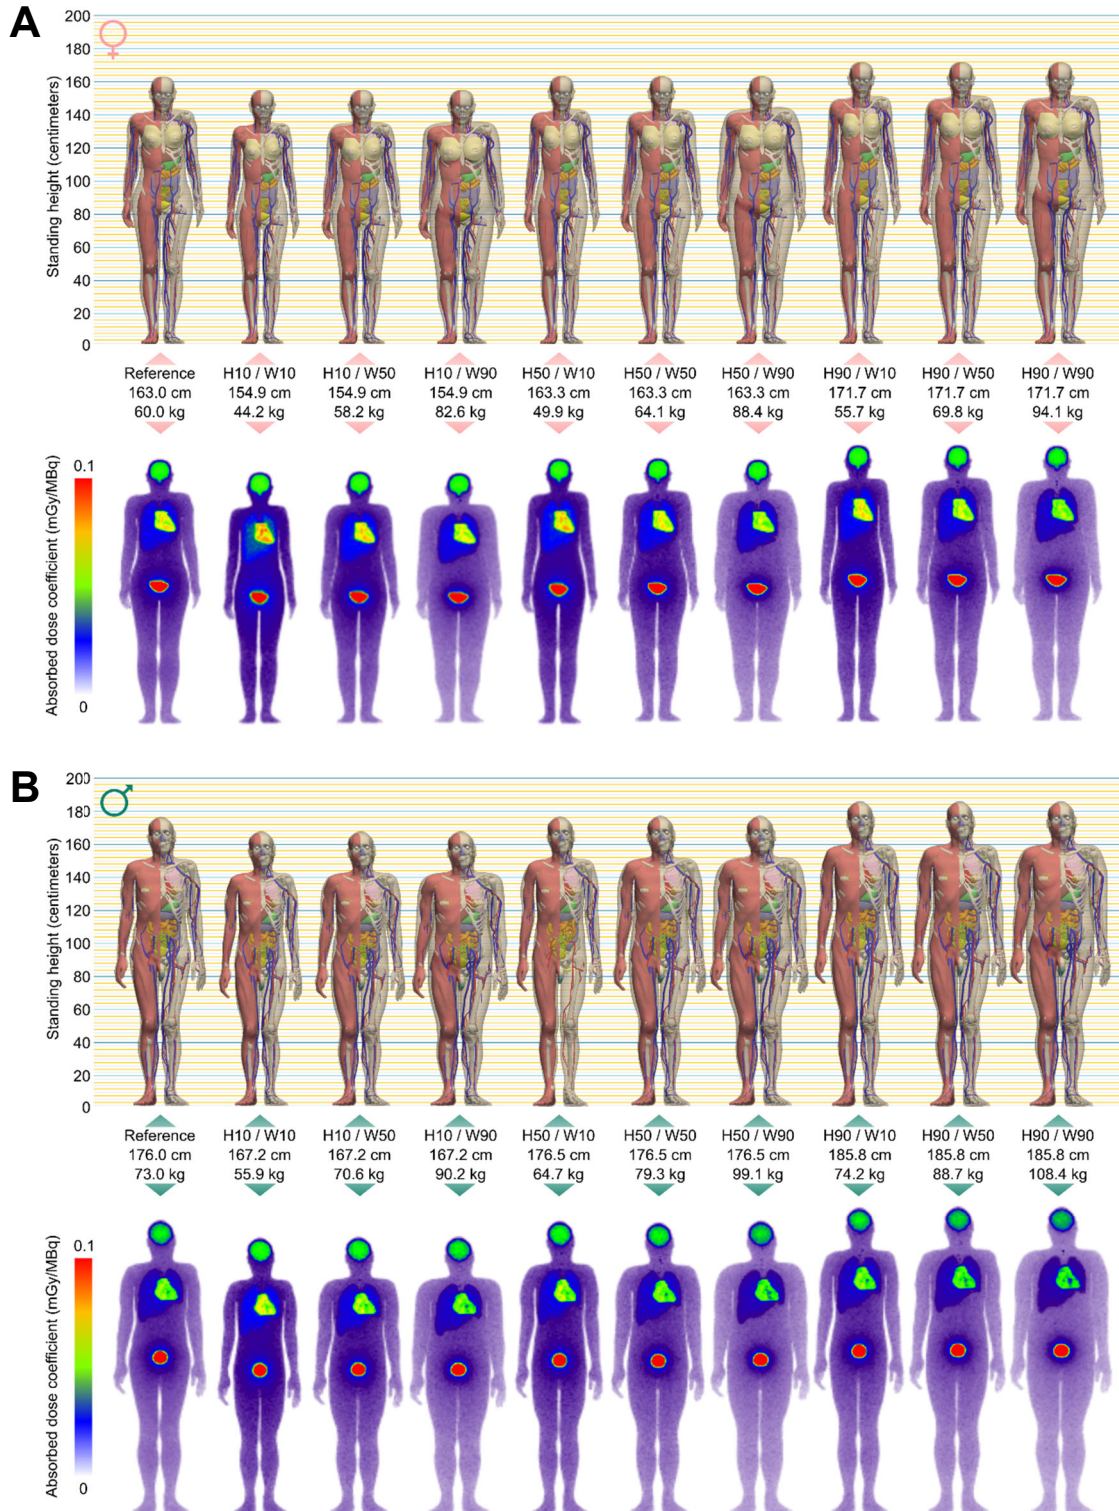 A
Standing height (centimeters)
200
180
160
140
120
100
80
60
40
20
0
Reference
163.0 cm
60.0 kg
H10 / W10
154.9 cm
44.2 kg
H10 / W50
154.9 cm
58.2 kg
H10 / W90
154.9 cm
82.6 kg
H50 / W10
163.3 cm
49.9 kg
H50 / W50
163.3 cm
64.1 kg
H50 / W90
163.3 cm
88.4 kg
H90 / W10
171.7 cm
55.7 kg
H90 / W50
171.7 cm
69.8 kg
H90 / W90
171.7 cm
94.1 kg
Absorbed dose coefficient (mGy/MBq)
0.1
0
B
Standing height (centimeters)
200
180
160
140
120
100
80
60
40
20
0
Reference
176.0 cm
73.0 kg
H10 / W10
167.2 cm
55.9 kg
H10 / W50
167.2 cm
70.6 kg
H10 / W90
167.2 cm
90.2 kg
H50 / W10
176.5 cm
64.7 kg
H50 / W50
176.5 cm
79.3 kg
H50 / W90
176.5 cm
99.1 kg
H90 / W10
185.8 cm
74.2 kg
H90 / W50
185.8 cm
88.7 kg
H90 / W90
185.8 cm
108.4 kg
Absorbed dose coefficient (mGy/MBq)
0.1
0